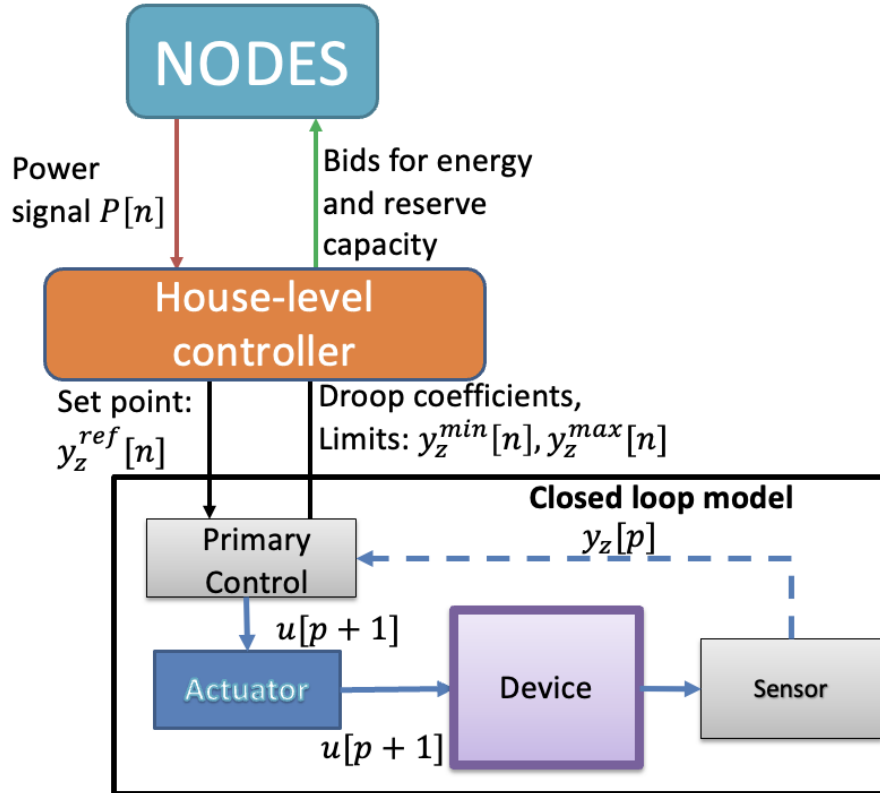 NODES
Power
signal P[n]
Bids for energy
and reserve
capacity
House-level
controller
Set point:
y_z^{ref}[n]
Droop coefficients,
Limits: y_z^{min}[n], y_z^{max}[n]
Closed loop model
y_z[p]
Primary
Control
u[p + 1]
Actuator
Device
Sensor
u[p + 1]